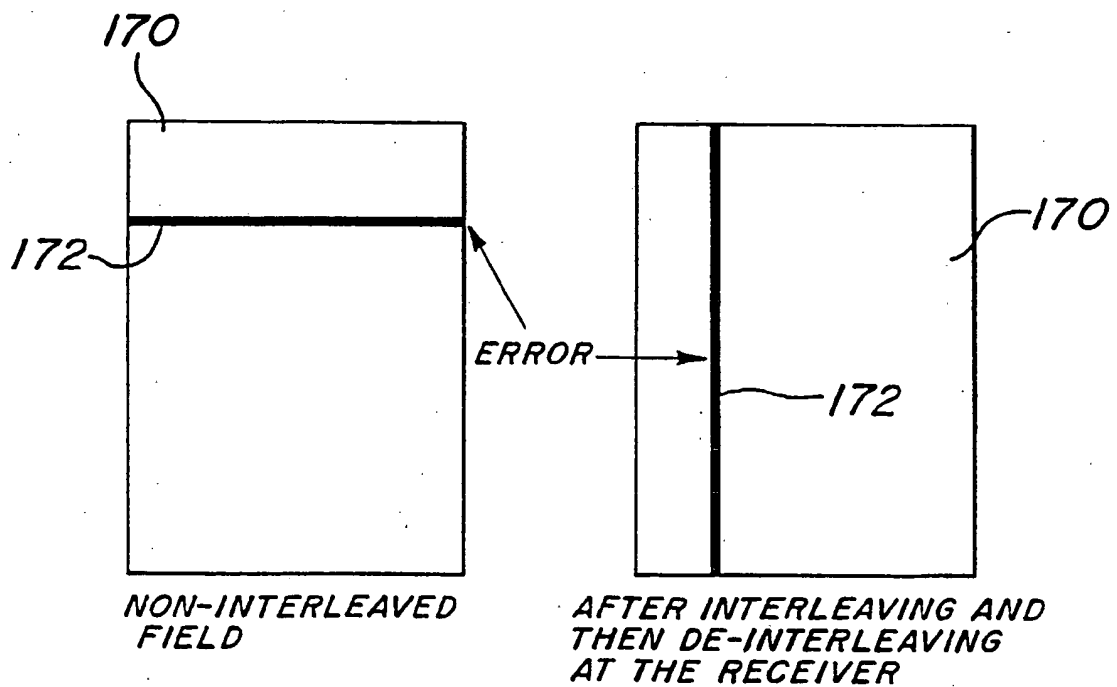 170
172
ERROR
170
172
NON-INTERLEAVED
FIELD
AFTER INTERLEAVING AND
THEN DE-INTERLEAVING
AT THE RECEIVER